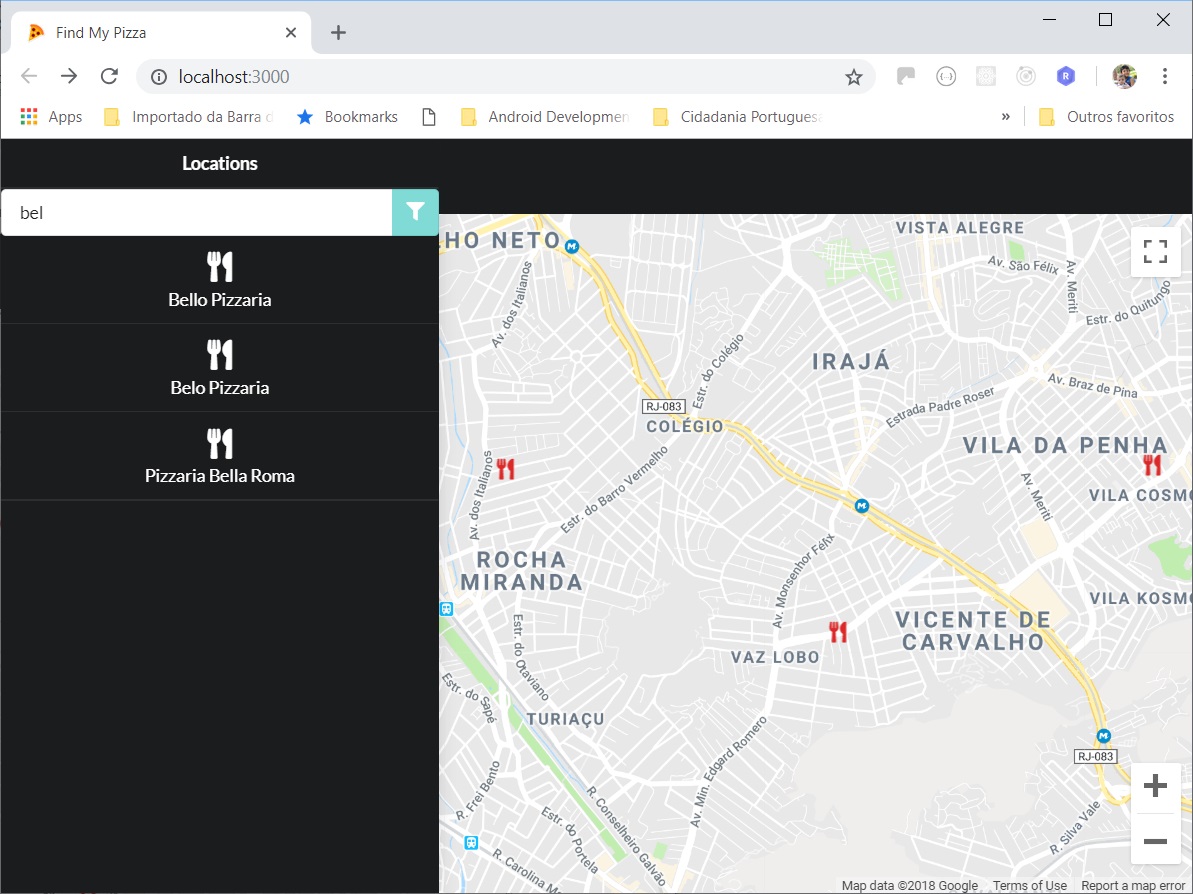 Find My Pizza
localhost:3000
Apps
Importado da Barra d
Bookmarks
Android Developmen
Cidadania Portugues
»
Outros favoritos
Locations
bel
Bello Pizzaria
Belo Pizzaria
Pizzaria Bella Roma
HO NETO
VISTA ALEGRE
Av. São Félix
Av. Meriti
Estr. do Quitungo
Av. dos Italianos
Estr. do Colégio
IRAJÁ
Av. Braz de Pina
Estrada Padre Roser
RJ-083
COLÉGIO
VILA DA PENHA
Av. dos Italianos
Estr. do Barro Vermelho
Av. Meriti
VILA COSMO
ROCHA
MIRANDA
Av. Monsenhor Félix
VILA KOSMO
VICENTE DE
CARVALHO
Estr. do Otaviano
VAZ LOBO
Estr. do Sapé
TURIAÇU
Av. Min. Edgard Romero
RJ-083
R. Frei Bento
R. Conselheiro Galvão
Estr. do Portela
R. Silva Vale
R. Carolina Ma
Map data ©2018 Google
Terms of Use
Report a map error